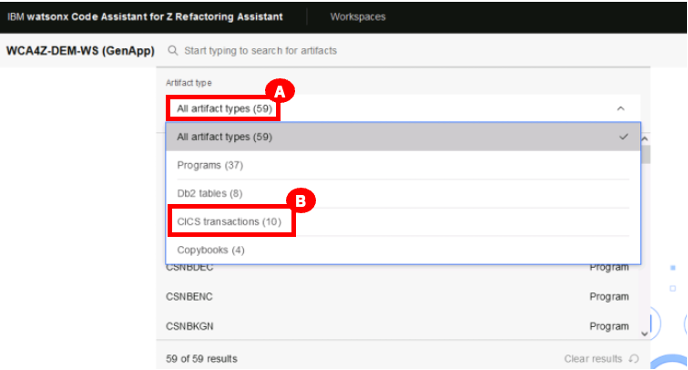 IBM watsonx Code Assistant for Z Refactoring Assistant Workspaces
WCA4Z-DEM-WS (GenApp) Start typing to search for artifacts
Artifact type
A
All artifact types (59)
All artifact types (59)
Programs (37)
Db2 tables (8)
B
CICS transactions (10)
Copybooks (4)
CSNBDEC Program
CSNBENC Program
CSNBKGN Program
59 of 59 results Clear results